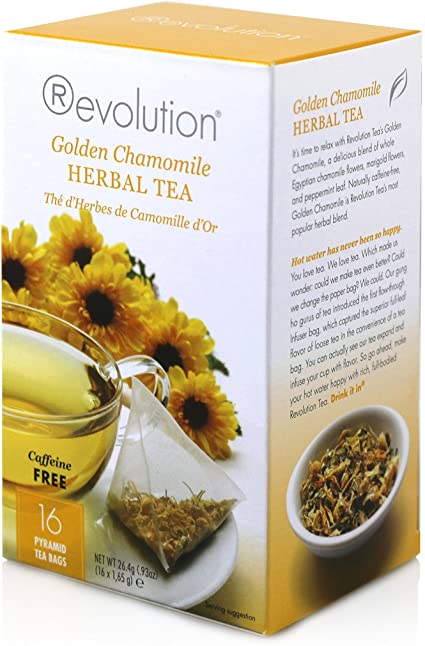 Revolution®
Golden Chamomile
HERBAL TEA
Thé d'Herbes de Camomille d'Or
Caffeine
FREE
16
PYRAMID
TEA BAGS
NET WT 26.4g (.93oz)
(16 x 1,65g) e
Serving suggestion
Golden Chamomile
HERBAL TEA
It's time to relax with Revolution Tea's Golden
Chamomile, a delicious blend of whole
Egyptian chamomile flowers, marigold flowers,
and peppermint leaf. Naturally caffeine-free,
Golden Chamomile is Revolution Tea's most
popular herbal blend.
Hot water has never been so happy.
You love tea. We love tea. Which made us
wonder: could we make tea even better? Could
we change the paper bag? We could. Our gung
ho gurus of tea introduced the first flow-through
Infuser bag, which captured the superior full-leaf
flavor of loose tea in the convenience of a tea
bag. You can actually see our tea expand and
infuse your cup with flavor. So go ahead, make
your hot water happy with rich, full-bodied
Revolution Tea. Drink it in®